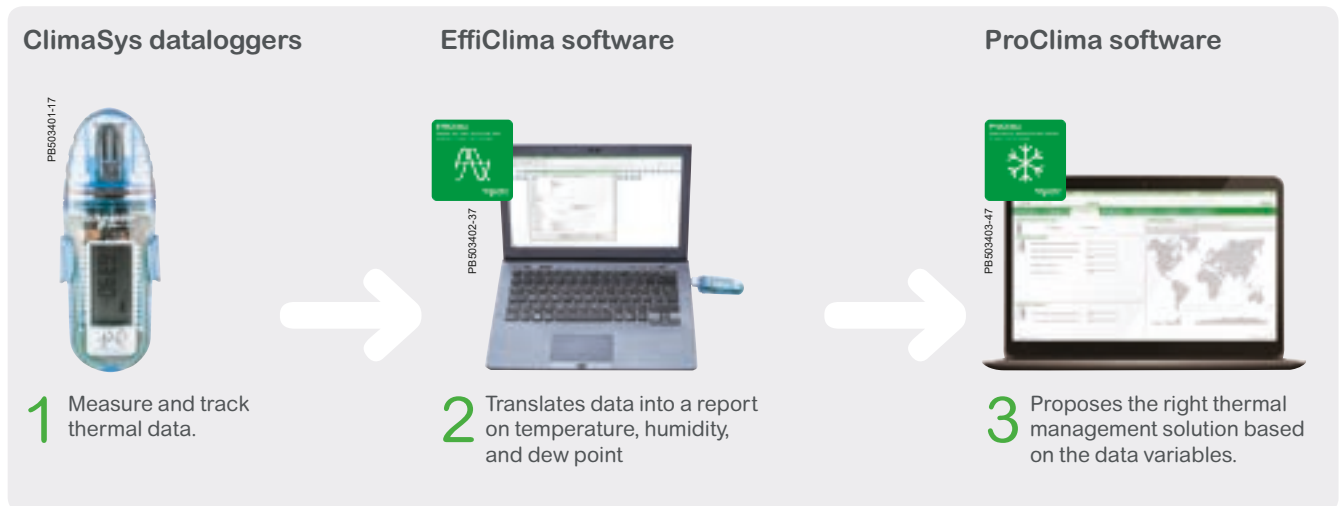 ClimaSys dataloggers
EffiClima software
ProClima software
PB503401-17
PB503402-37
PB503403-47
1 Measure and track
thermal data.
2 Translates data into a report
on temperature, humidity,
and dew point
3 Proposes the right thermal
management solution based
on the data variables.